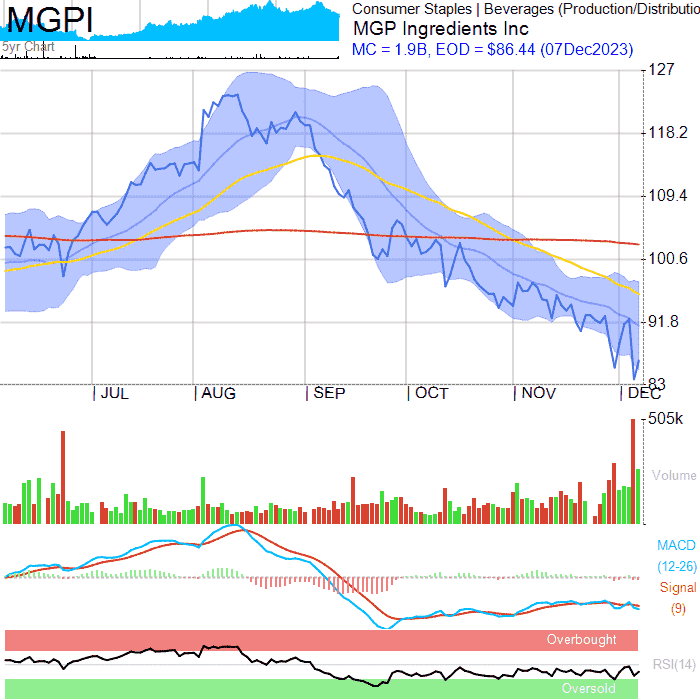 MGPI
5yr Chart
Consumer Staples | Beverages (Production/Distributio
MGP Ingredients Inc
MC = 1.9B, EOD = $86.44 (07Dec2023)
127
118.2
109.4
100.6
91.8
83
JUL AUG SEP OCT NOV DEC
505k
Volume
MACD
(12-26)
Signal
(9)
Overbought
RSI(14)
Oversold